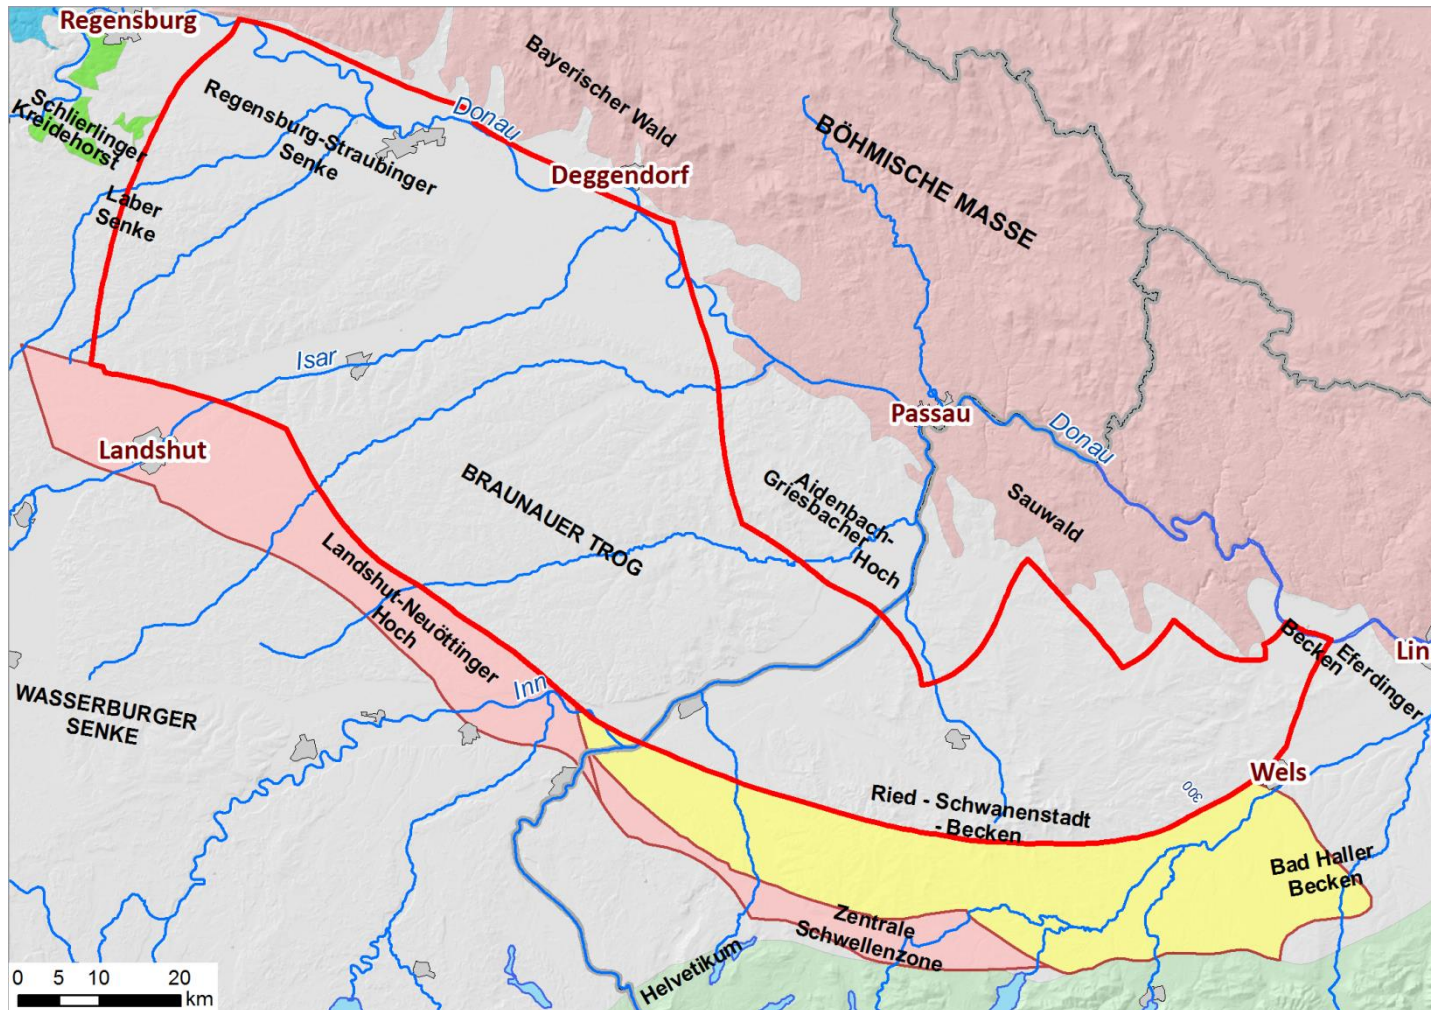 Regensburg
Bayerischer Wald
Schlierlinger
Kreidehorst
Regensburg-Straubinger
Senke
Donau
BÖHMISCHE MASSE
Deggendorf
Laber
Senke
Isar
Passau
Donau
Landshut
BRAUNAUER TROG
Aidenbach-
Griesbacher
Hoch
Sauwald
Landshut-Neuöttinger
Hoch
Becken
Eferdinger
Lin
Inn
WASSERBURGER
SENKE
Wels
300
Ried - Schwanenstadt
- Becken
Bad Haller
Becken
Zentrale
Schwellenzone
Helvetikum
0 5 10 20
km